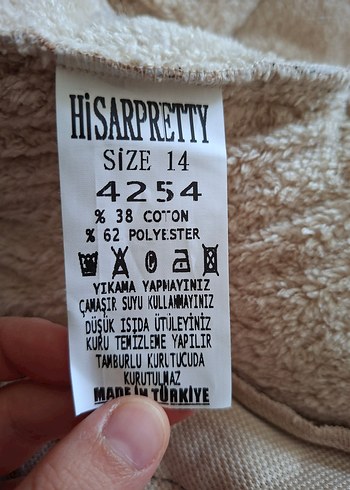 HiSARPRETTY
SiZE 14
4254
% 38 COTTON
% 62 POLYESTER
YIKAMA YAPMAYINIZ
ÇAMAŞIR SUYU KULLANMAYINIZ
DÜŞÜK ISIDA ÜTÜLEYİNİZ
KURU TEMİZLEME YAPILIR
TAMBURLU KURUTUCUDA
KURUTULMAZ
MADE İN TÜRKİYE